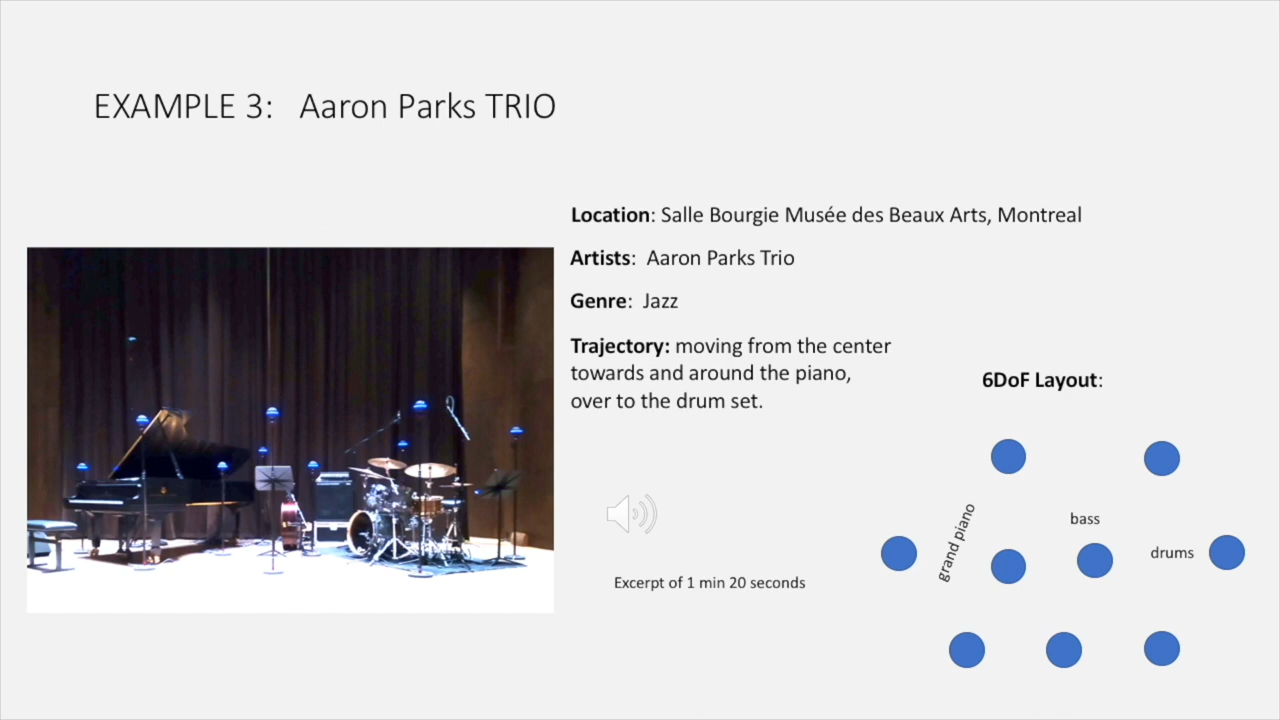 EXAMPLE 3: Aaron Parks TRIO
Location: Salle Bourgie Musée des Beaux Arts, Montreal
Artists: Aaron Parks Trio
Genre: Jazz
Trajectory: moving from the center
towards and around the piano,
over to the drum set.
6DoF Layout:
grand piano
bass
drums
Excerpt of 1 min 20 seconds